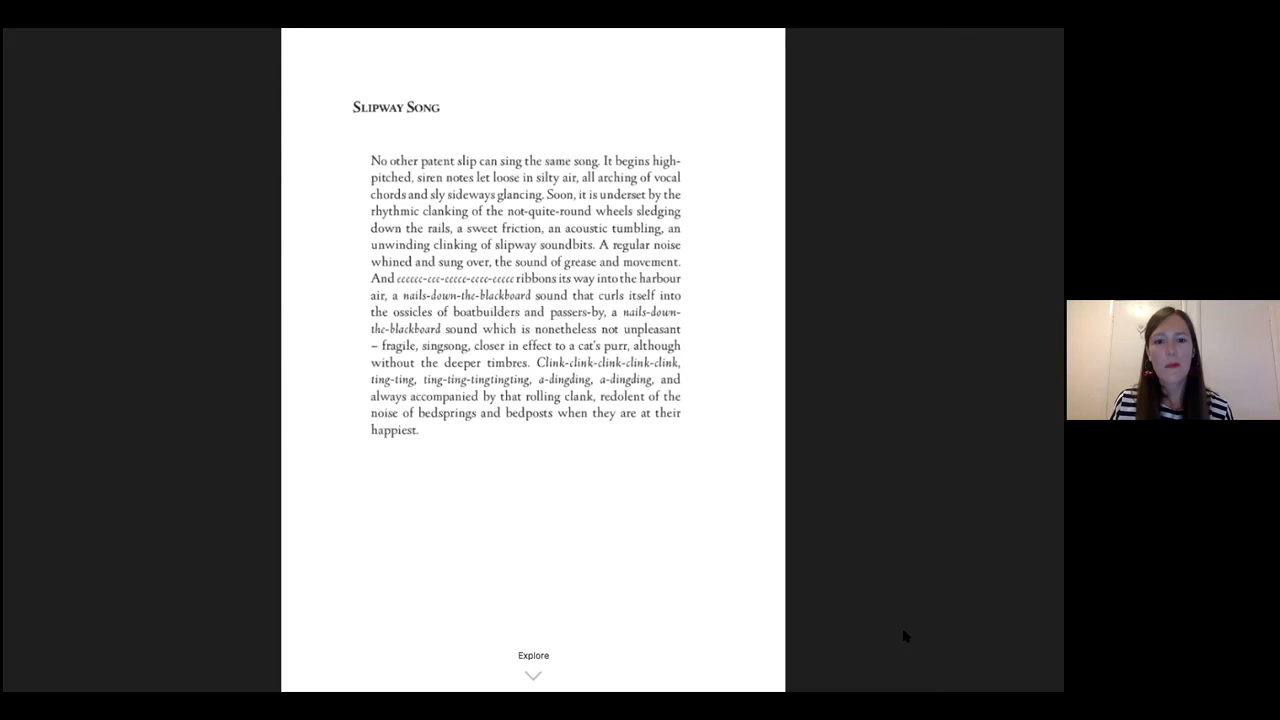 SLIPWAY SONG
No other patent slip can sing the same song. It begins high-
pitched, siren notes let loose in silty air, all arching of vocal
chords and sly sideways glancing. Soon, it is underset by the
rhythmic clanking of the not-quite-round wheels sledging
down the rails, a sweet friction, an acoustic tumbling, an
unwinding clinking of slipway soundbits. A regular noise
whined and sung over, the sound of grease and movement.
And eeeeee-eee-eeeee-eeee-eeeee ribbons its way into the harbour
air, a nails-down-the-blackboard sound that curls itself into
the ossicles of boatbuilders and passers-by, a nails-down-
the-blackboard sound which is nonetheless not unpleasant
– fragile, singsong, closer in effect to a cat's purr, although
without the deeper timbres. Clink-clink-clink-clink-clink,
ting-ting, ting-ting-tingtingting, a-dingding, a-dingding, and
always accompanied by that rolling clank, redolent of the
noise of bedsprings and bedposts when they are at their
happiest.
Explore